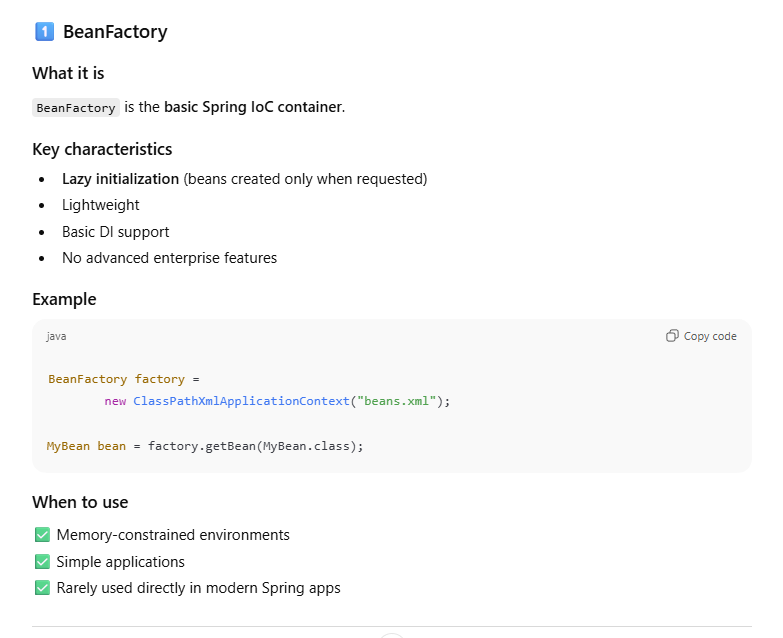 1 BeanFactory
What it is
BeanFactory is the basic Spring IoC container.
Key characteristics
• Lazy initialization (beans created only when requested)
• Lightweight
• Basic DI support
• No advanced enterprise features
Example
java Copy code
BeanFactory factory =
        new ClassPathXmlApplicationContext("beans.xml");
MyBean bean = factory.getBean(MyBean.class);
When to use
✅ Memory-constrained environments
✅ Simple applications
✅ Rarely used directly in modern Spring apps